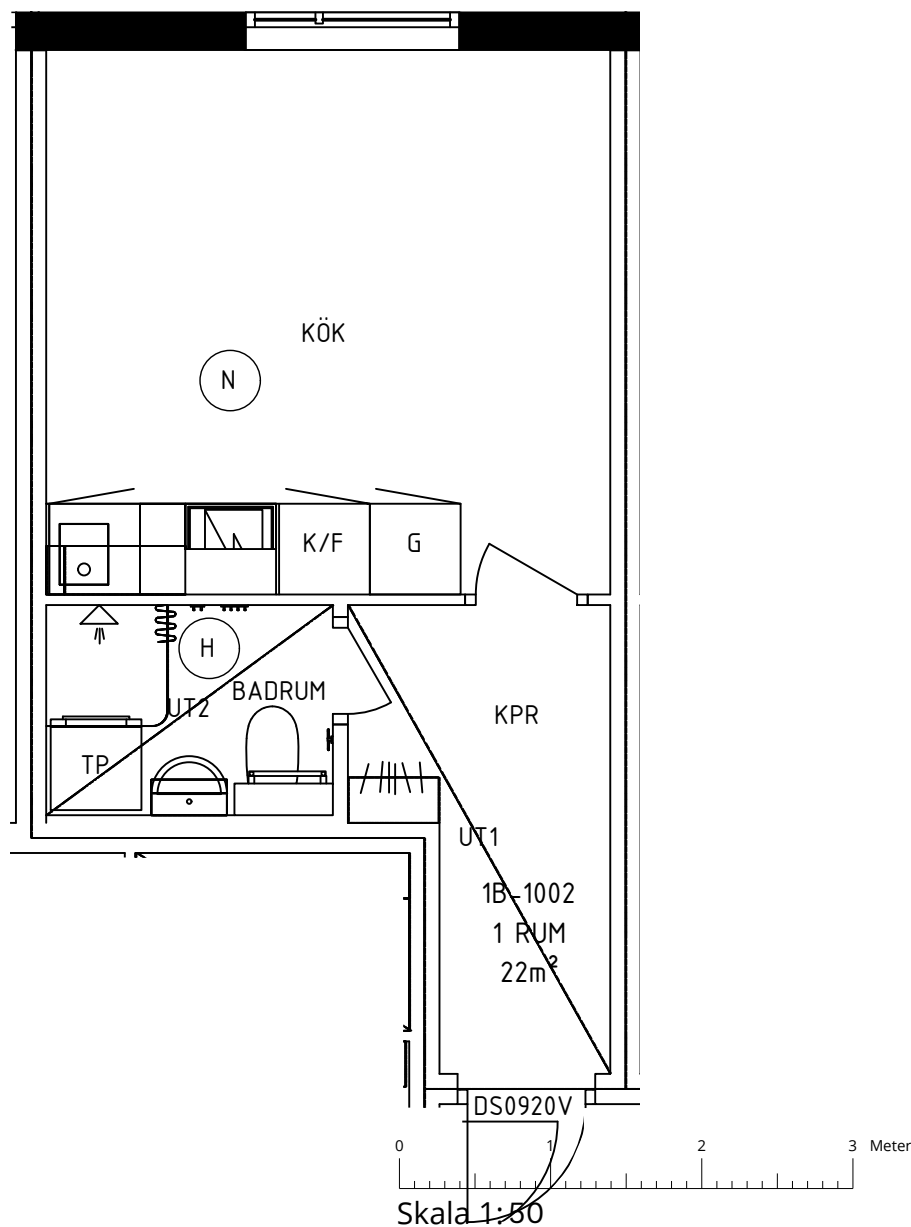 KÖK
N
K/F
G
H
BADRUM
UT2
KPR
TP
UT1
1B-1002
1 RUM
22m²
DS0920V
0 1 2 3 Meter
Skala 1:50